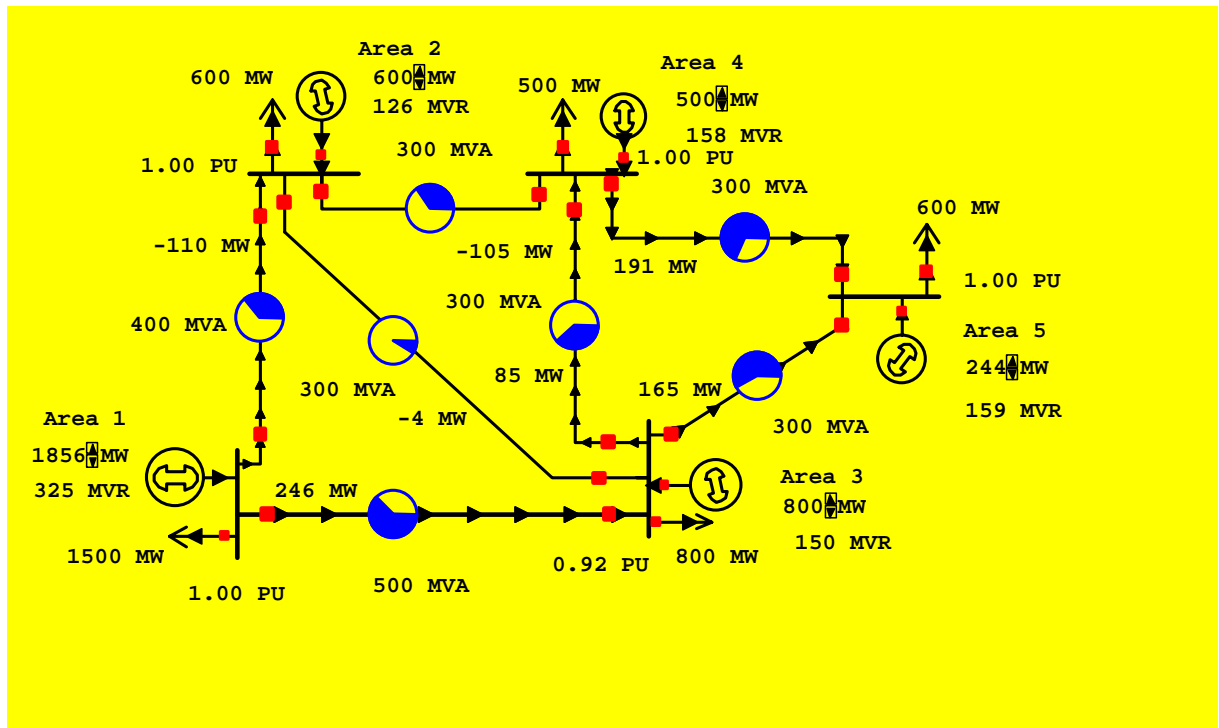 Area 2
600 MW
600 MW
126 MVR
Area 4
500 MW
500 MW
158 MVR
300 MVA
1.00 PU
1.00 PU
300 MVA
600 MW
-110 MW
-105 MW
191 MW
1.00 PU
300 MVA
400 MVA
Area 5
244 MW
159 MVR
85 MW
165 MW
300 MVA
-4 MW
300 MVA
Area 1
1856 MW
325 MVR
246 MW
Area 3
800 MW
150 MVR
1500 MW
0.92 PU
800 MW
1.00 PU
500 MVA